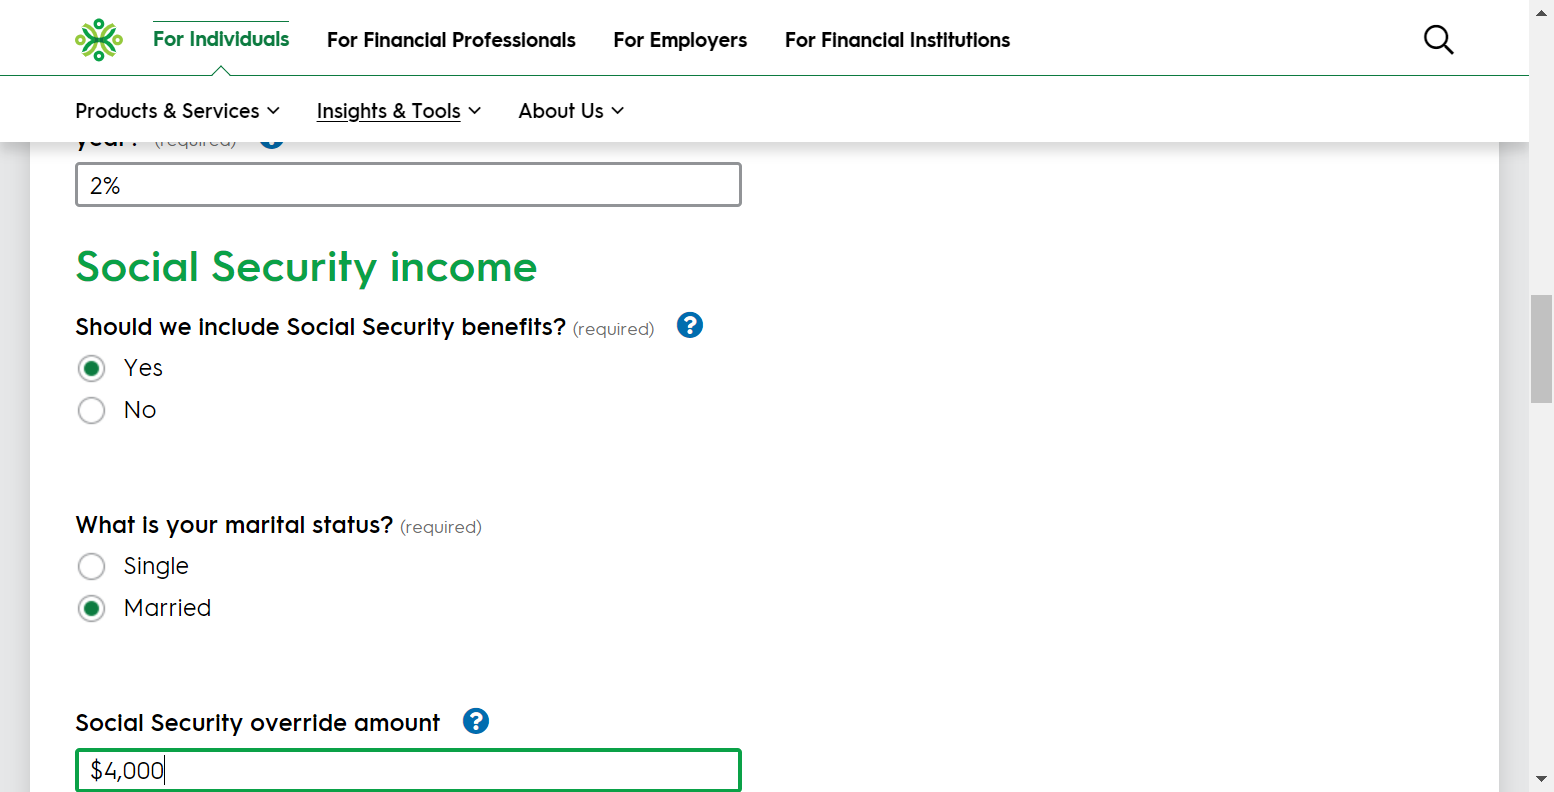 For Individuals
For Financial Professionals
For Employers
For Financial Institutions
Products & Services
Insights & Tools
About Us
year? (required) ?
2%
Social Security income
Should we include Social Security benefits? (required) ?
Yes
No
What is your marital status? (required)
Single
Married
Social Security override amount ?
$4,000